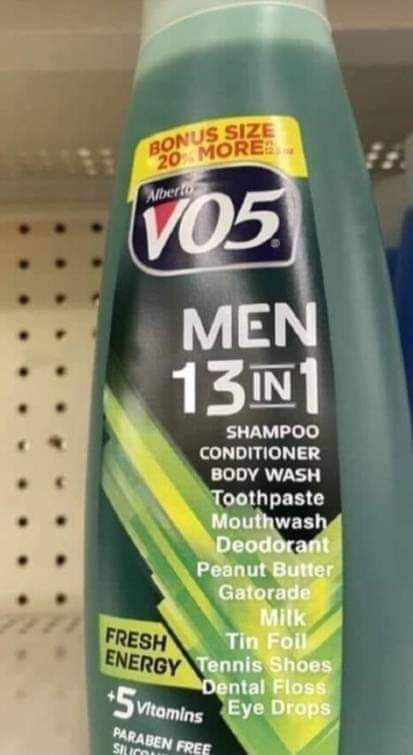 BONUS SIZE
20% MORE
Alberto
VO5®
MEN
13 IN 1
SHAMPOO
CONDITIONER
BODY WASH
Toothpaste
Mouthwash
Deodorant
Peanut Butter
Gatorade
Milk
Tin Foil
Tennis Shoes
Dental Floss
Eye Drops
FRESH
ENERGY
+5 Vitamins
PARABEN FREE